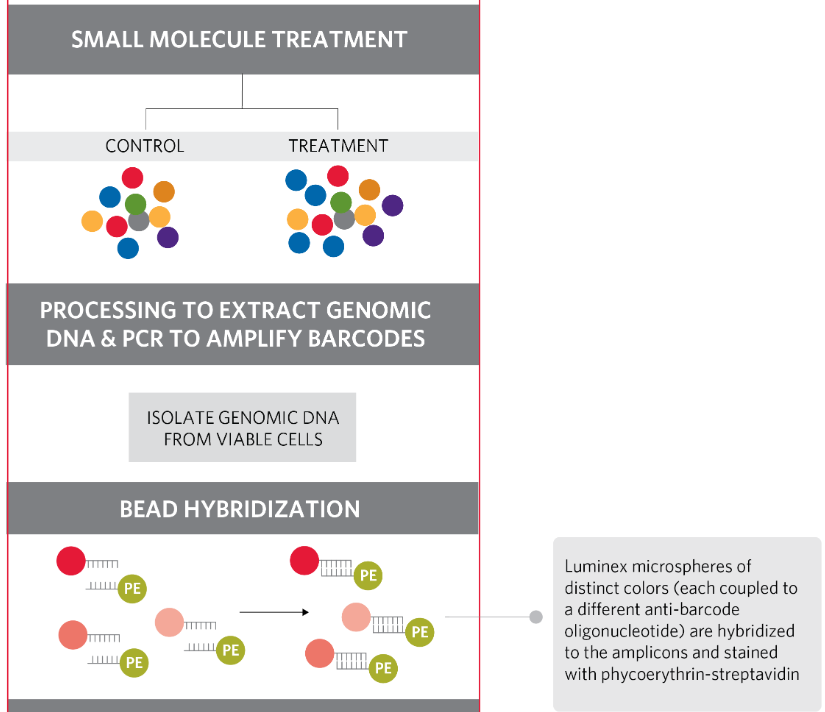 SMALL MOLECULE TREATMENT
CONTROL
TREATMENT
PROCESSING TO EXTRACT GENOMIC
DNA & PCR TO AMPLIFY BARCODES
ISOLATE GENOMIC DNA
FROM VIABLE CELLS
BEAD HYBRIDIZATION
PE
PE
PE
PE
PE
PE
Luminex microspheres of
distinct colors (each coupled to
a different anti-barcode
oligonucleotide) are hybridized
to the amplicons and stained
with phycoerythrin-streptavidin